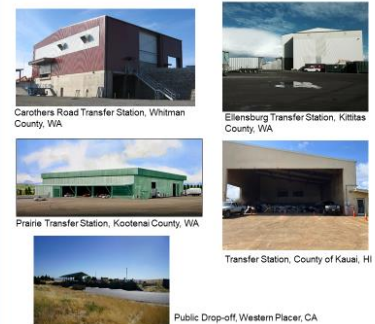 Carothers Road Transfer Station, Whitman
County, WA
Ellensburg Transfer Station, Kittitas
County, WA
Prairie Transfer Station, Kootenai County, WA
Transfer Station, County of Kauai, HI
Public Drop-off, Western Placer, CA